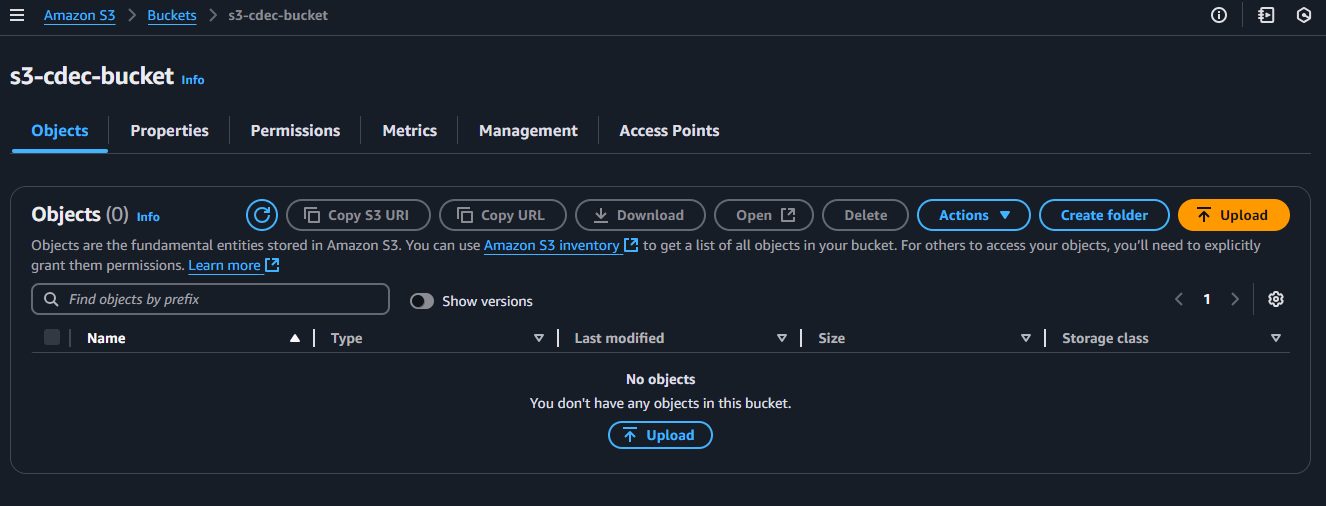 Amazon S3 > Buckets > s3-cdec-bucket
s3-cdec-bucket Info
Objects Properties Permissions Metrics Management Access Points
Objects (0) Info Copy S3 URI Copy URL Download Open Delete Actions Create folder Upload
Objects are the fundamental entities stored in Amazon S3. You can use Amazon S3 inventory to get a list of all objects in your bucket. For others to access your objects, you’ll need to explicitly
grant them permissions. Learn more
Find objects by prefix Show versions 1
Name Type Last modified Size Storage class
No objects
You don't have any objects in this bucket.
Upload